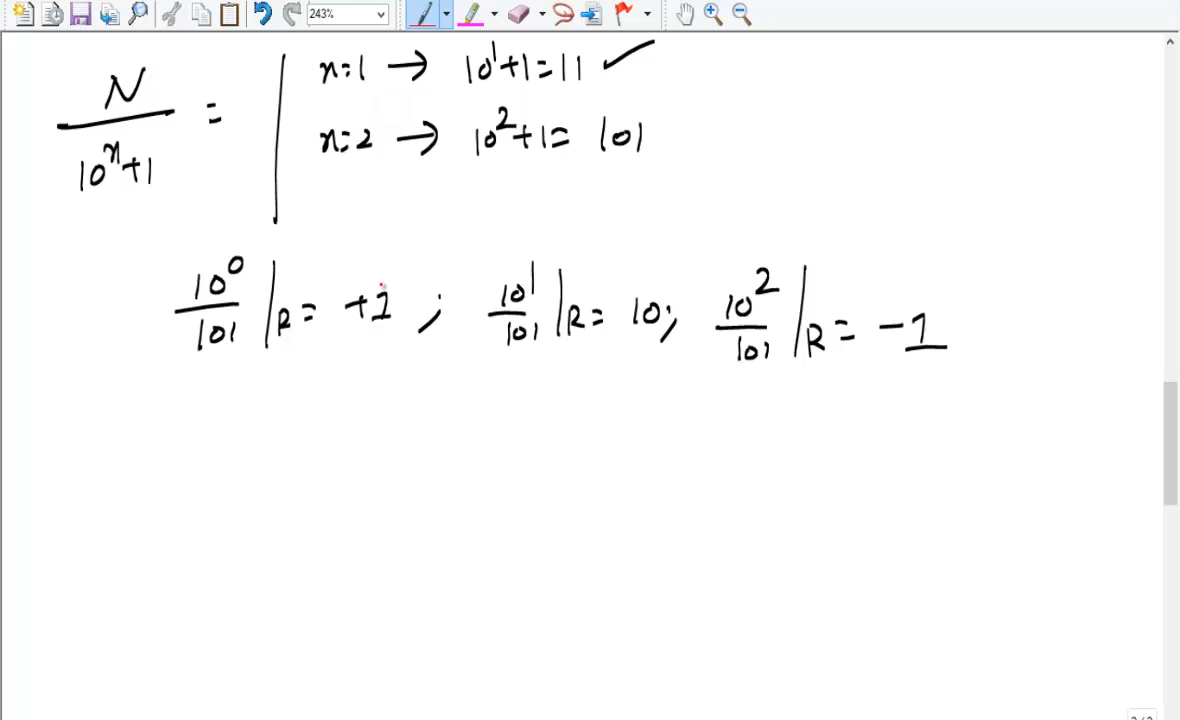 243%
N/(10^n+1) = | n=1 → 10^1+1=11 ✓
n=2 → 10^2+1= 101
10^0/101 |R = +1 ; 10^1/101 |R = 10; 10^2/101 |R = -1